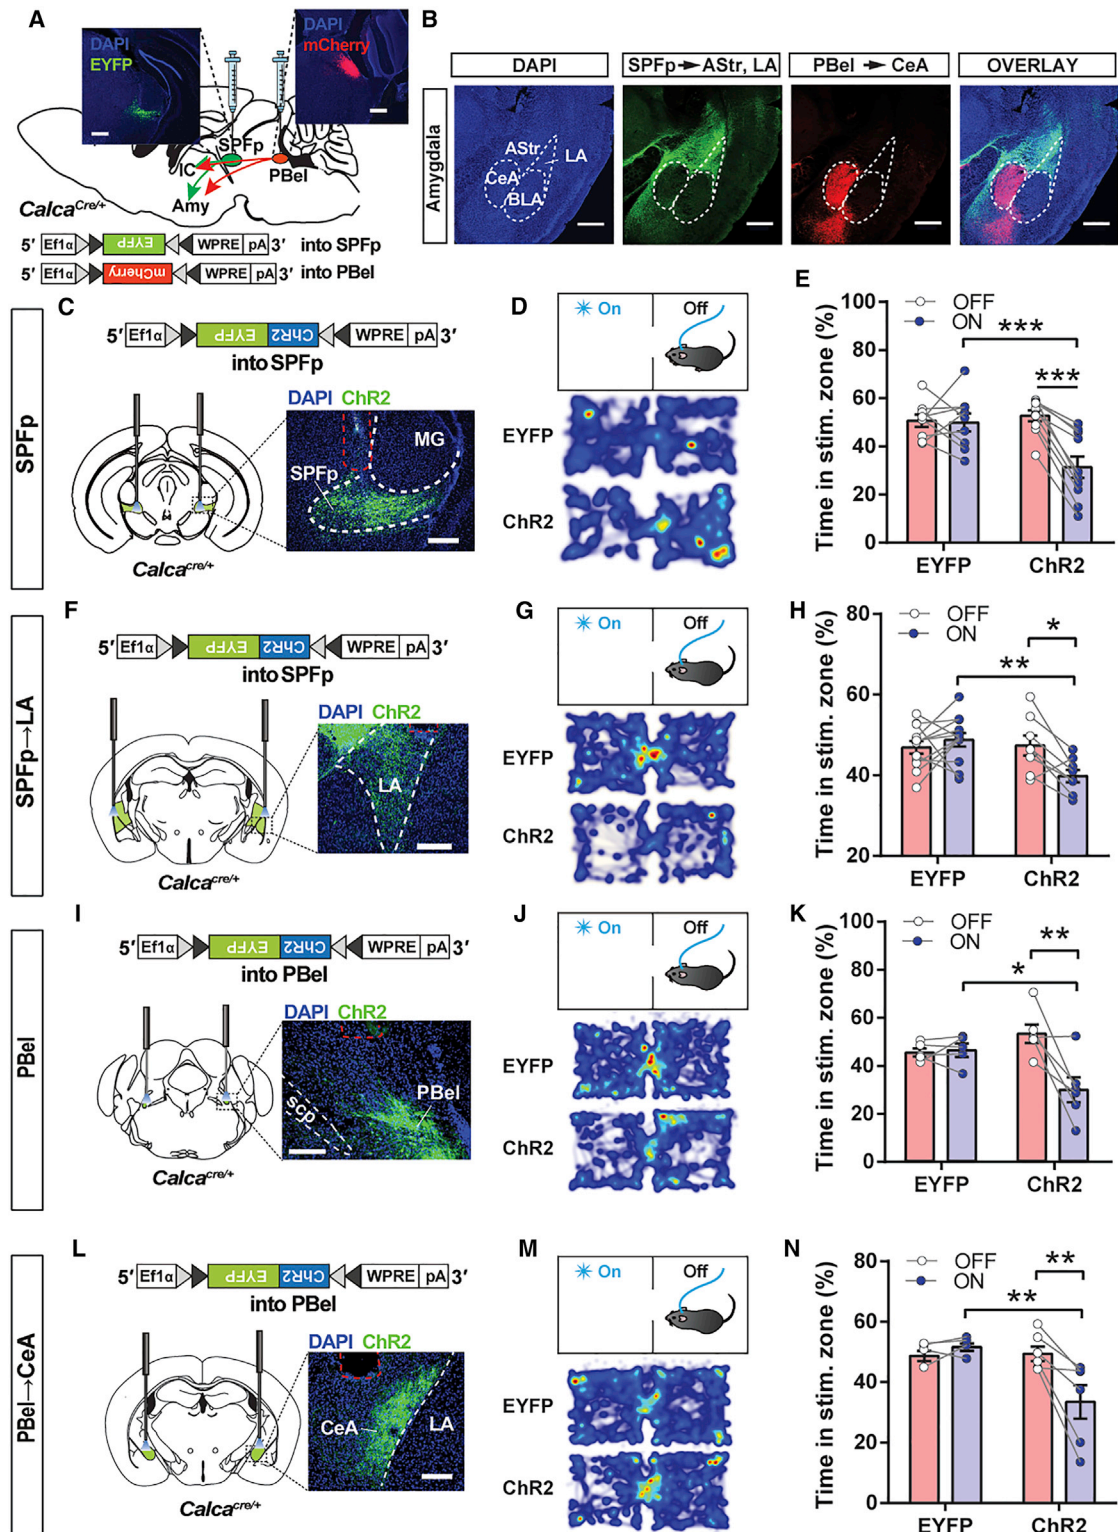 A
DAPI
EYFP
DAPI
mCherry
SPFp
IC
PBel
Amy
Calca^Cre/+
5′ Ef1α EYFP WPRE pA 3′ into SPFp
5′ Ef1α mCherry WPRE pA 3′ into PBel
B
DAPI
SPFp→AStr, LA
PBel → CeA
OVERLAY
Amygdala
AStr
LA
CeA
BLA
SPFp
C
5′ Ef1α EYFP ChR2 WPRE pA 3′
into SPFp
DAPI ChR2
MG
SPFp
Calca^cre/+
D
On
Off
EYFP
ChR2
E
Time in stim. zone (%)
100
80
60
40
20
0
OFF
ON
***
***
EYFP
ChR2
SPFp→LA
F
5′ Ef1α EYFP ChR2 WPRE pA 3′
into SPFp
DAPI ChR2
LA
Calca^cre/+
G
On
Off
EYFP
ChR2
H
Time in stim. zone (%)
80
60
40
20
OFF
ON
*
**
EYFP
ChR2
PBel
I
5′ Ef1α EYFP ChR2 WPRE pA 3′
into PBel
DAPI ChR2
PBel
scp
Calca^cre/+
J
On
Off
EYFP
ChR2
K
Time in stim. zone (%)
100
80
60
40
20
0
OFF
ON
**
*
EYFP
ChR2
PBel→CeA
L
5′ Ef1α EYFP ChR2 WPRE pA 3′
into PBel
DAPI ChR2
CeA
LA
Calca^cre/+
M
On
Off
EYFP
ChR2
N
Time in stim. zone (%)
80
60
40
20
0
OFF
ON
**
**
EYFP
ChR2